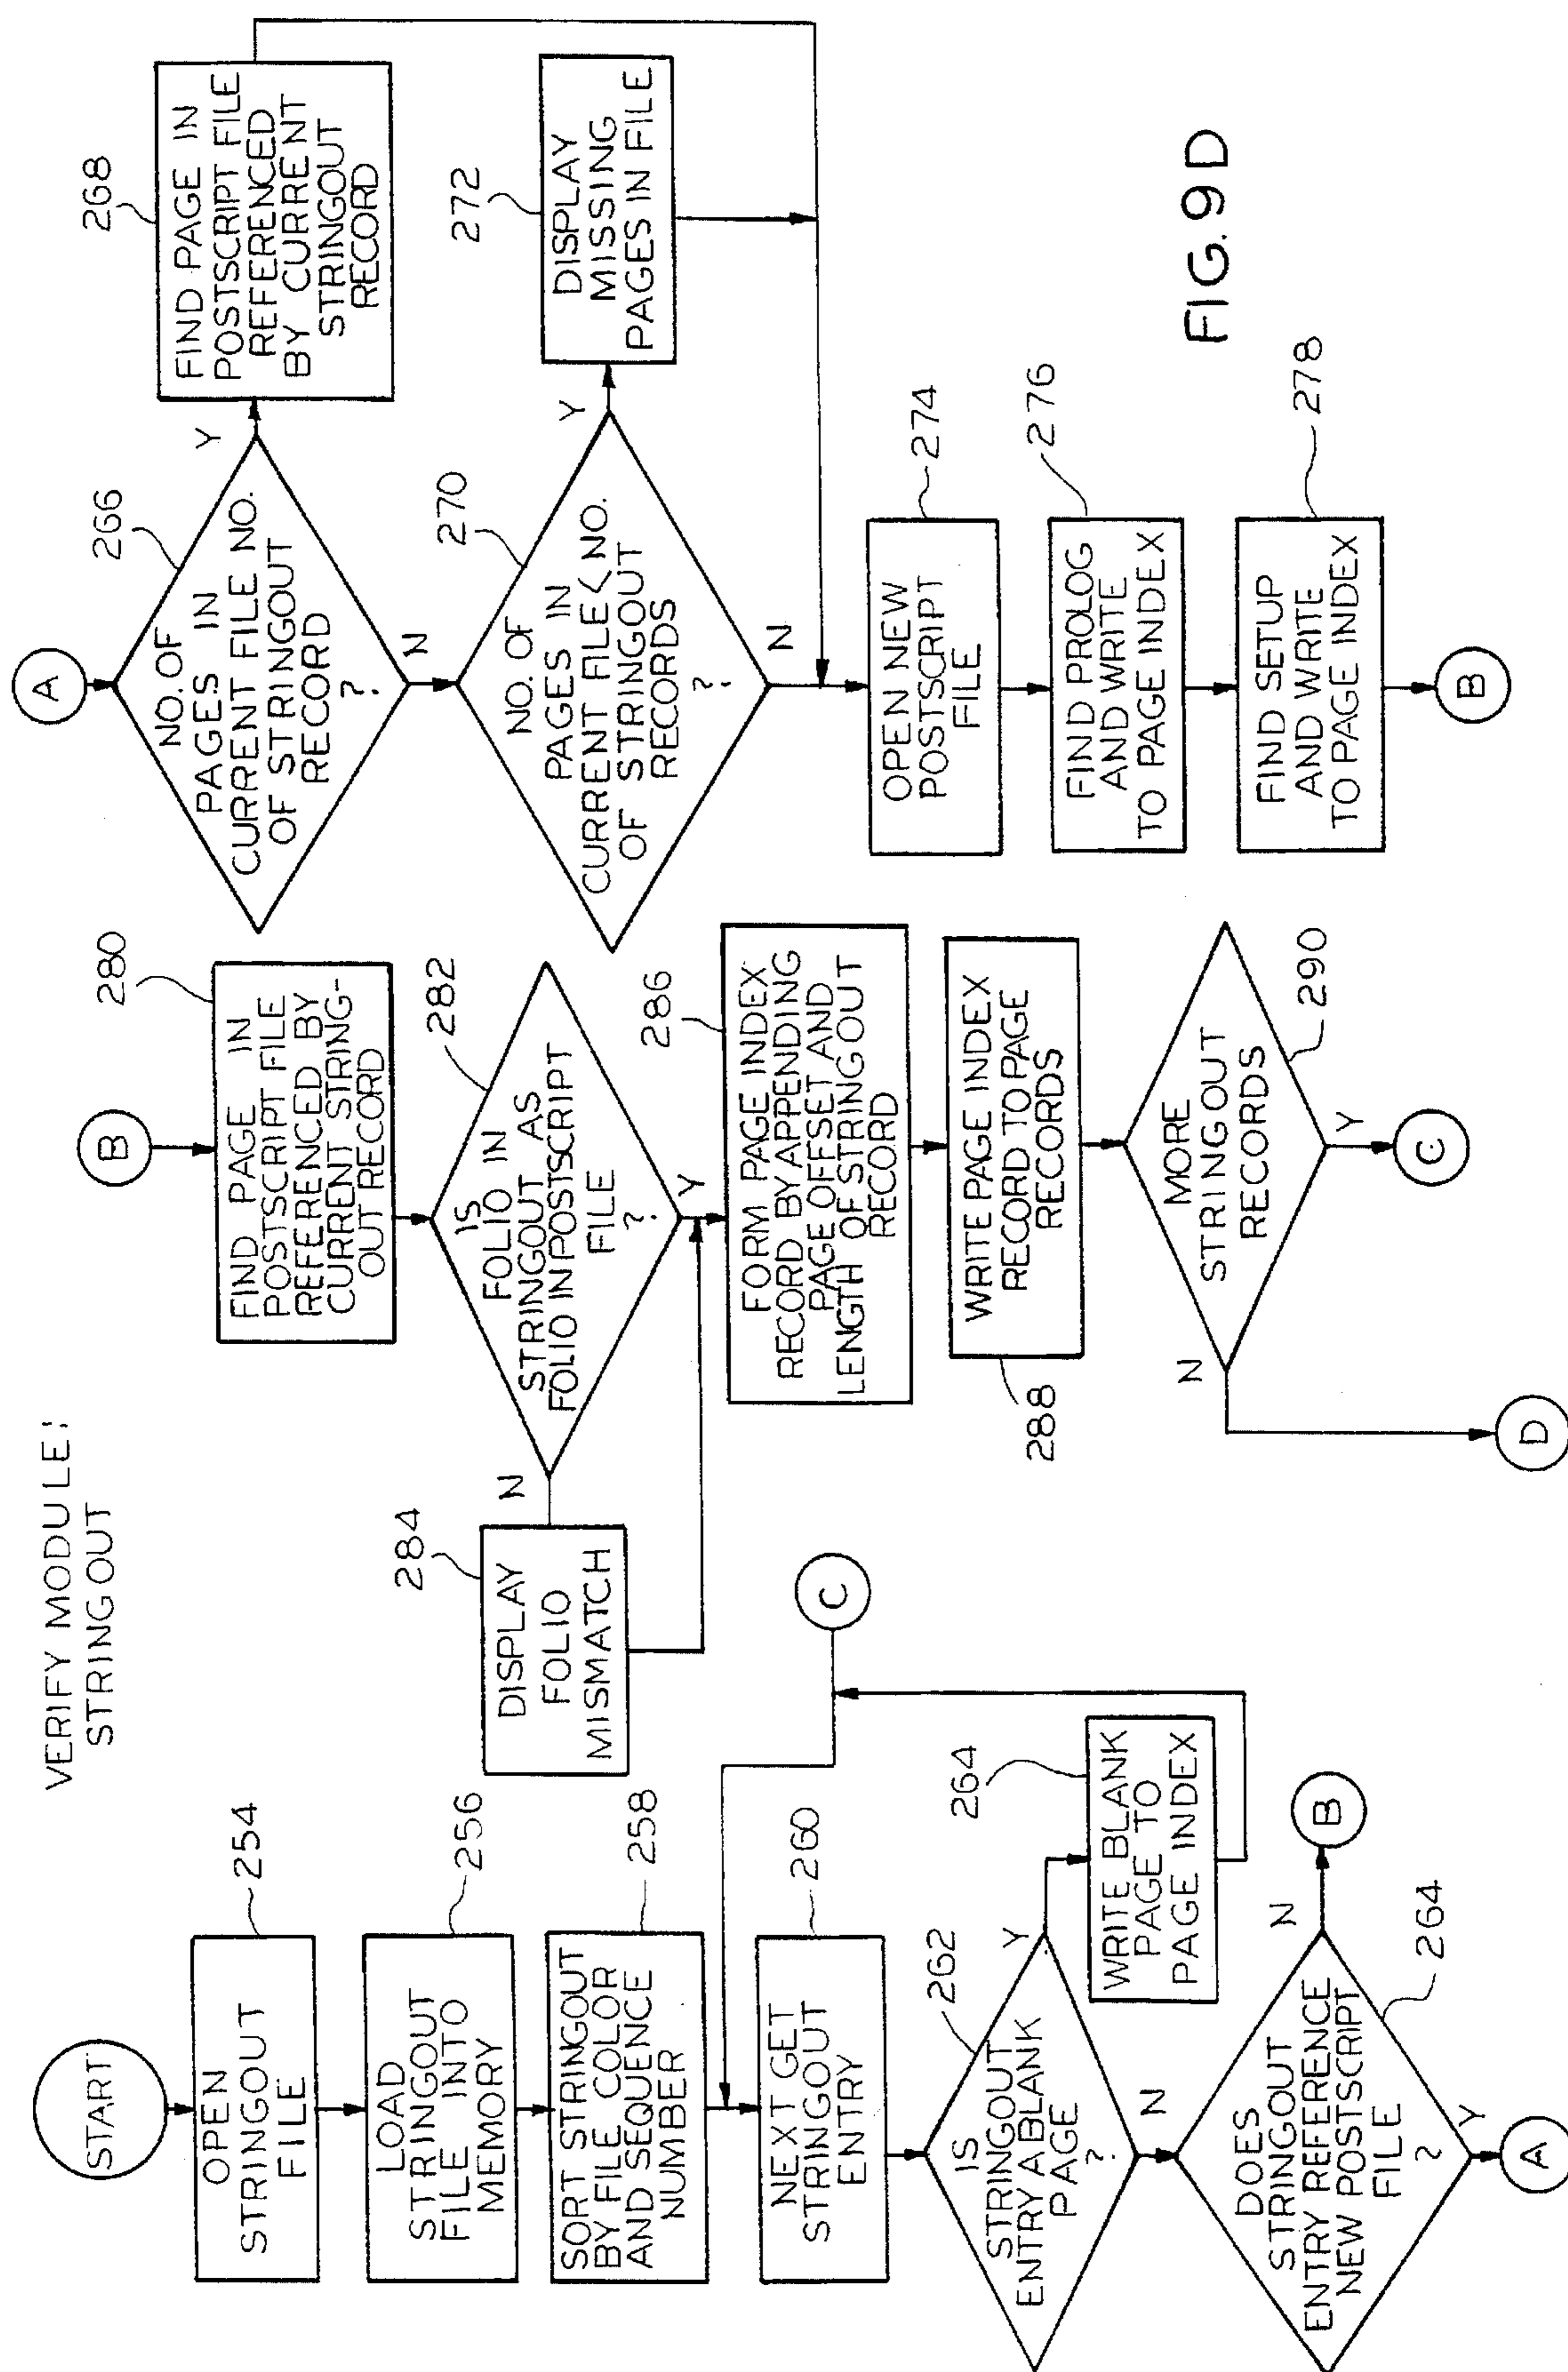 VERIFY MODULE:
STRINGOUT
START
OPEN
STRINGOUT
FILE
254
LOAD
STRINGOUT
FILE INTO
MEMORY
256
SORT STRINGOUT
BY FILE COLOR
AND SEQUENCE
NUMBER
258
NEXT GET
STRINGOUT
ENTRY
260
IS
STRINGOUT
ENTRY A BLANK
PAGE
?
262
Y
N
WRITE BLANK
PAGE TO
PAGE INDEX
264
C
DOES
STRINGOUT
ENTRY REFERENCE
NEW POSTSCRIPT
FILE
?
264
N
B
Y
A
B
FIND PAGE IN
POSTSCRIPT FILE
REFERENCED BY
CURRENT STRING-
OUT RECORD
280
IS
FOLIO IN
STRINGOUT AS
FOLIO IN POSTSCRIPT
FILE
?
282
N
Y
DISPLAY
FOLIO
MISMATCH
284
FORM PAGE INDEX
RECORD BY APPENDING
PAGE OFFSET AND
LENGTH OF STRINGOUT
RECORD
286
WRITE PAGE INDEX
RECORD TO PAGE
RECORDS
288
MORE
STRINGOUT
RECORDS
290
N
Y
D
C
A
NO. OF
PAGES IN
CURRENT FILE NO.
OF STRINGOUT
RECORD
?
266
Y
N
FIND PAGE IN
POSTSCRIPT FILE
REFERENCED
BY CURRENT
STRINGOUT
RECORD
268
NO. OF
PAGES IN
CURRENT FILE < NO.
OF STRINGOUT
RECORDS
?
270
Y
N
DISPLAY
MISSING
PAGES IN FILE
272
OPEN NEW
POSTSCRIPT
FILE
274
FIND PROLOG
AND WRITE
TO PAGE INDEX
276
FIND SETUP
AND WRITE
TO PAGE INDEX
278
B
FIG. 9D